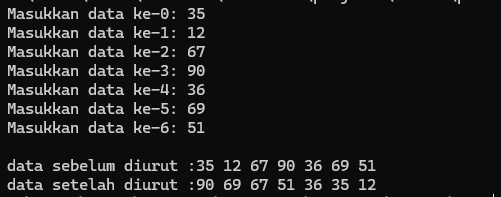 Masukkan data ke-0: 35
Masukkan data ke-1: 12
Masukkan data ke-2: 67
Masukkan data ke-3: 90
Masukkan data ke-4: 36
Masukkan data ke-5: 69
Masukkan data ke-6: 51
data sebelum diurut :35 12 67 90 36 69 51
data setelah diurut :90 69 67 51 36 35 12